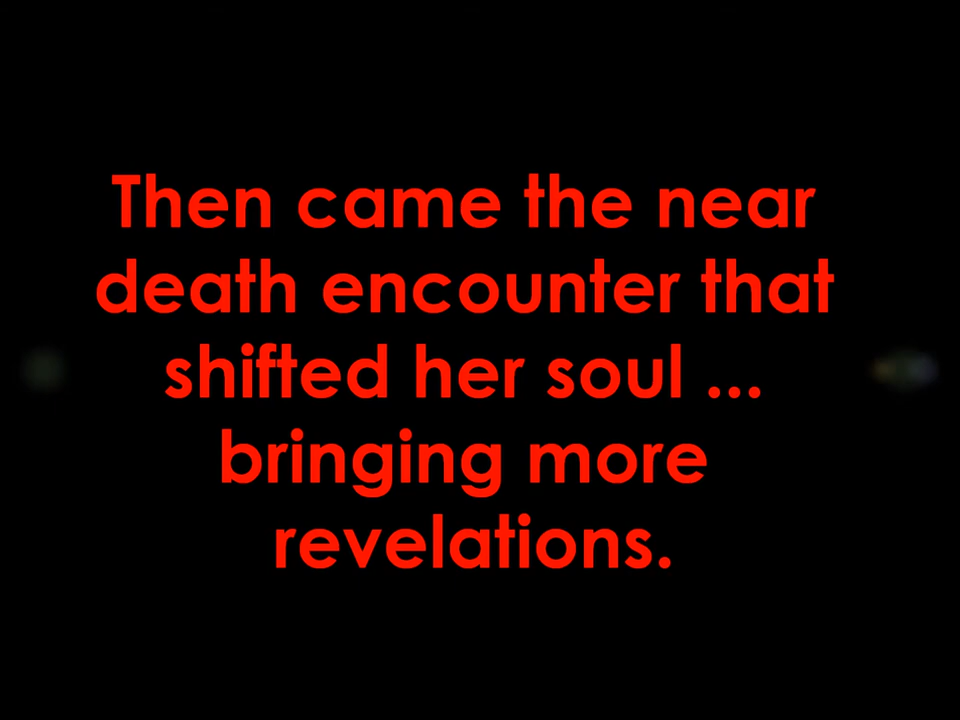 Then came the near
death encounter that
shifted her soul ...
bringing more
revelations.